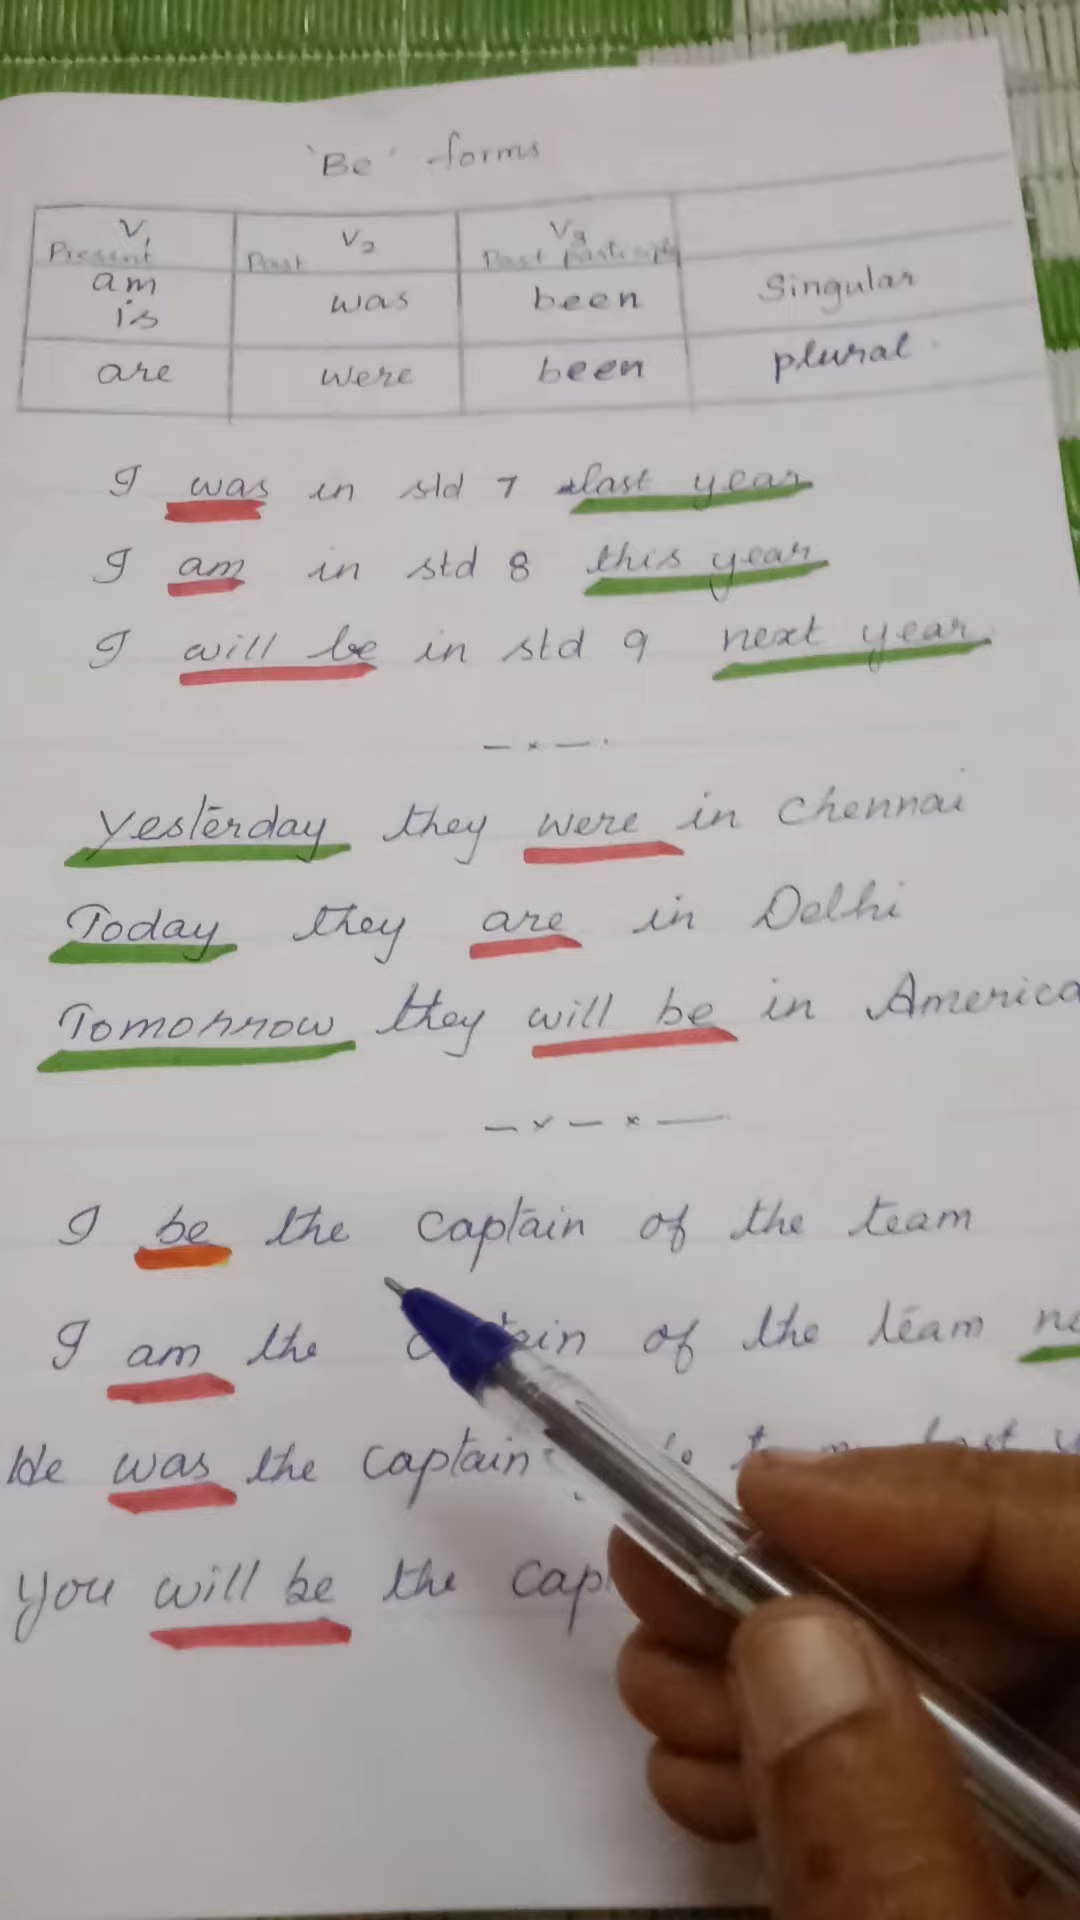 'Be' forms
V1 V2 V3
Present Past Past participle
am
is was been Singular
are were been plural
I was in std 7 last year
I am in std 8 this year
I will be in std 9 next year
Yesterday they were in Chennai
Today they are in Delhi
Tomorrow they will be in America
I be the captain of the team
I am the of the team
He was the captain last
You will be the